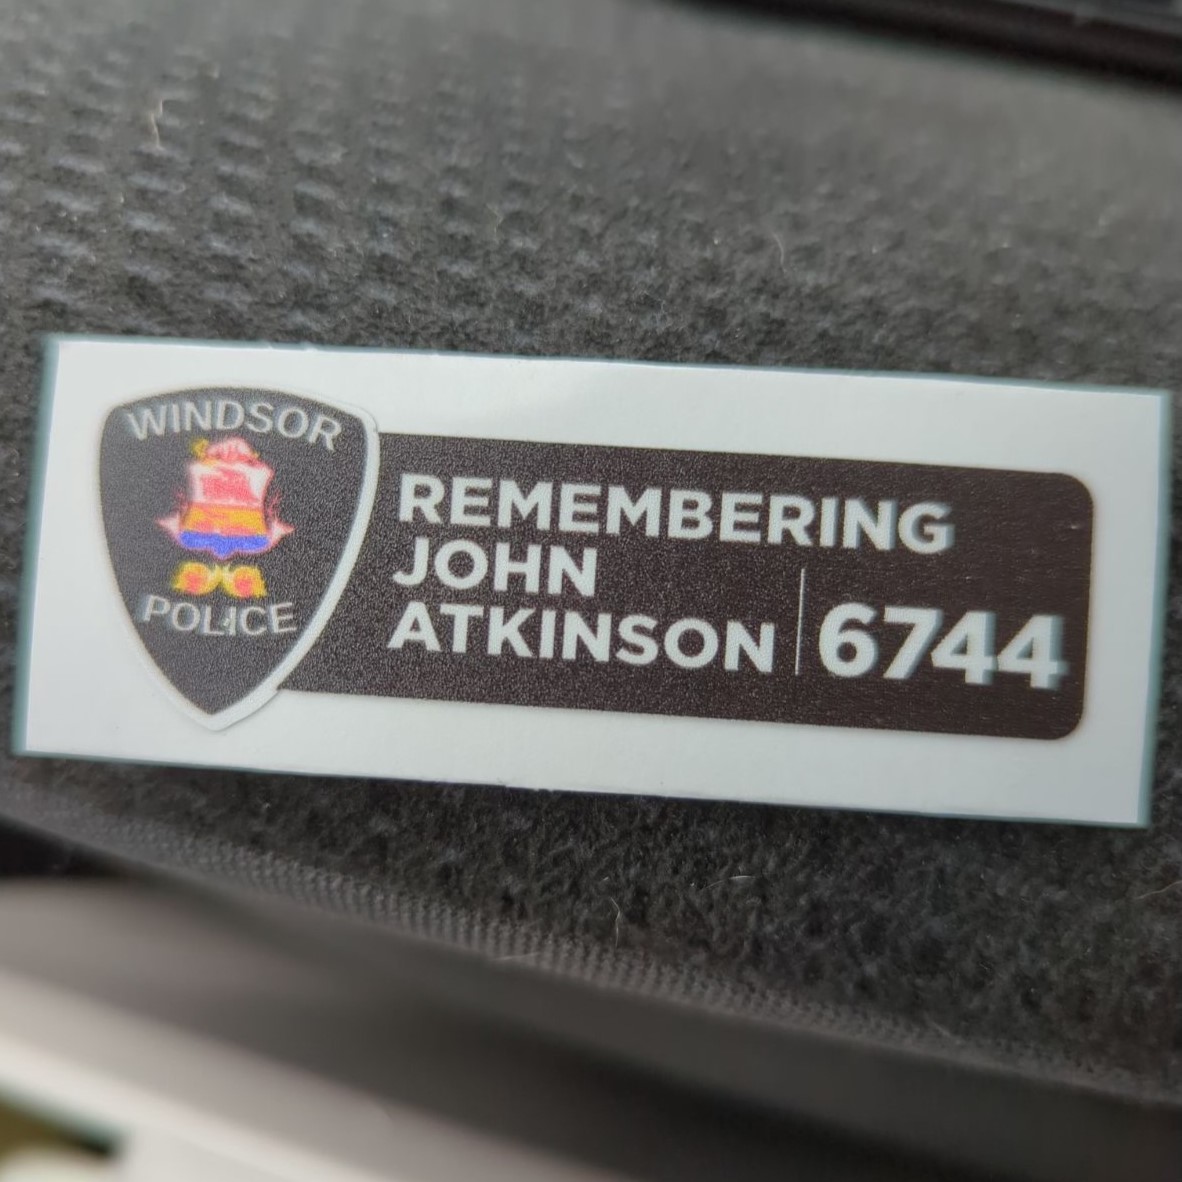 WINDSOR
POLICE
REMEMBERING
JOHN
ATKINSON
6744